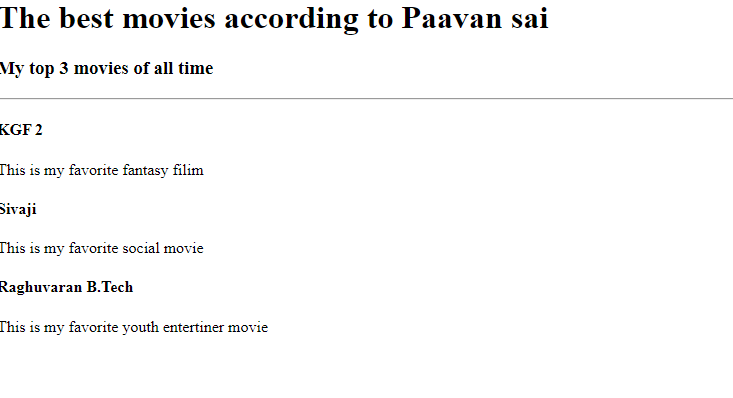 The best movies according to Paavan sai
My top 3 movies of all time
KGF 2
This is my favorite fantasy filim
Sivaji
This is my favorite social movie
Raghuvaran B.Tech
This is my favorite youth entertiner movie